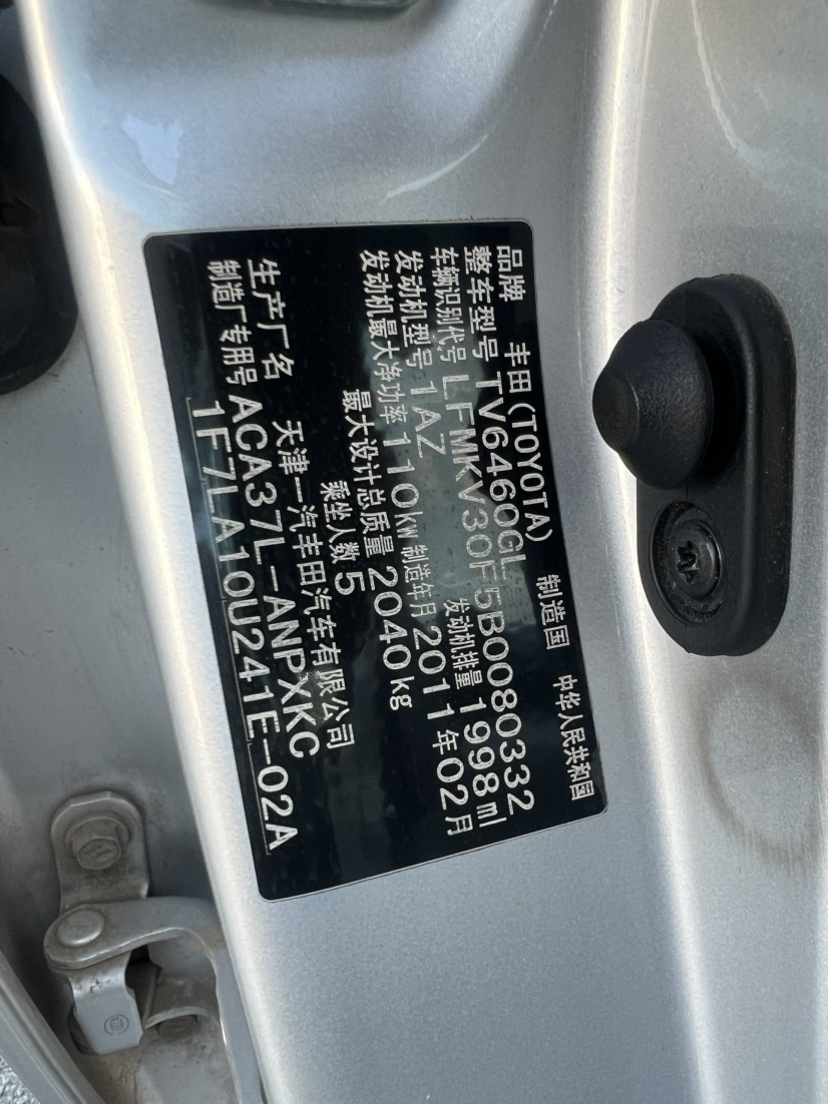 品牌 丰田(TOYOTA) 制造国 中华人民共和国
整车型号 TV6460GL
车辆识别代号 LFMKV30F5B0080332
发动机型号 1AZ 发动机排量 1998ml
发动机最大净功率 110kW 制造年月 2011年02月
最大设计总质量 2040kg
乘坐人数 5
生产厂名 天津一汽丰田汽车有限公司
制造厂专用号 ACA37L-ANPXKC
1F7LA10U241E-02A